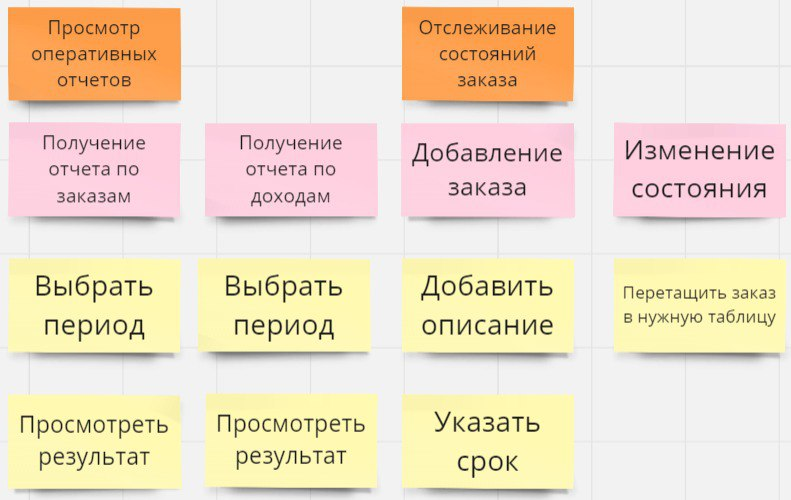 Просмотр
оперативных
отчетов
Отслеживание
состояний
заказа
Получение
отчета по
заказам
Получение
отчета по
доходам
Добавление
заказа
Изменение
состояния
Выбрать
период
Выбрать
период
Добавить
описание
Перетащить заказ
в нужную таблицу
Просмотреть
результат
Просмотреть
результат
Указать
срок